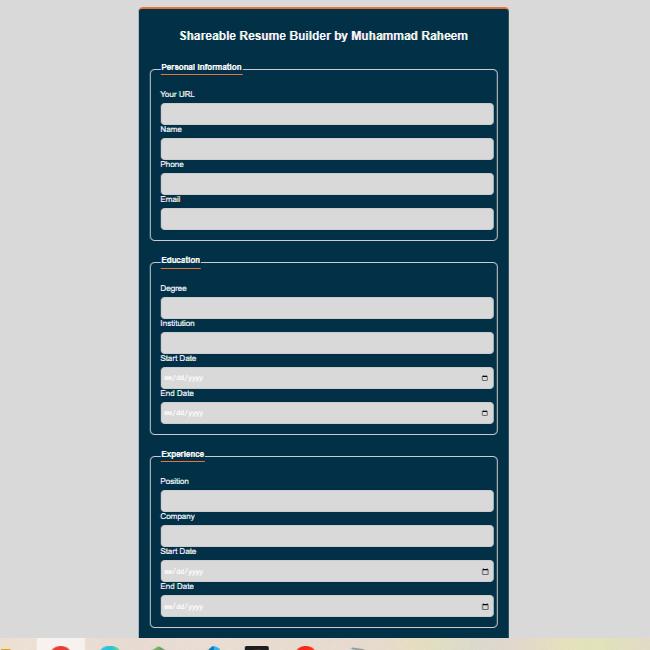 Shareable Resume Builder by Muhammad Raheem
Personal Information
Your URL
Name
Phone
Email
Education
Degree
Institution
Start Date
mm/dd/yyyy
End Date
mm/dd/yyyy
Experience
Position
Company
Start Date
mm/dd/yyyy
End Date
mm/dd/yyyy